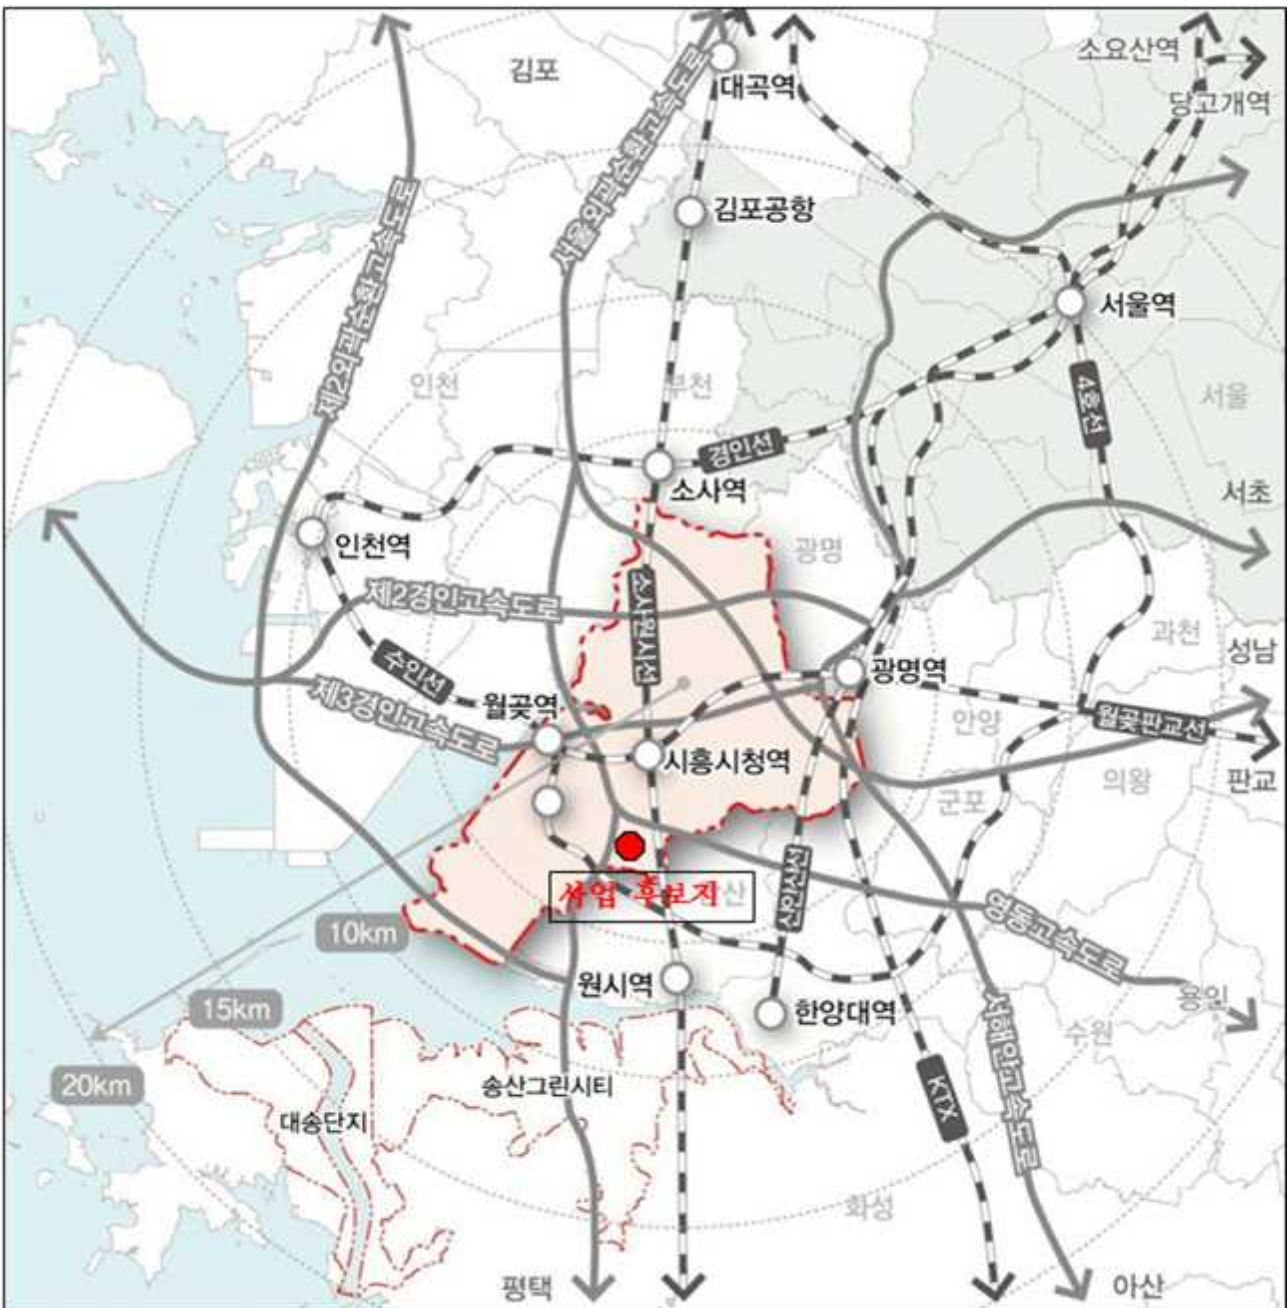 소요산역
김포
대곡역
당고개역
서울외곽순환고속도로
김포공항
제2외곽순환고속도로
서울역
인천
부천
4호선
서울
경인선
소사역
서초
인천역
광명
제2경인고속도로
소사원시선
과천
수인선
성남
광명역
제3경인고속도로
월곶역
안양
월곶판교선
시흥시청역
판교
의왕
군포
사업 후보지
산
신안산선
10km
영동고속도로
원시역
용인
15km
한양대역
수원
서해안고속도로
20km
송산그린시티
KTX
대송단지
화성
평택
아산